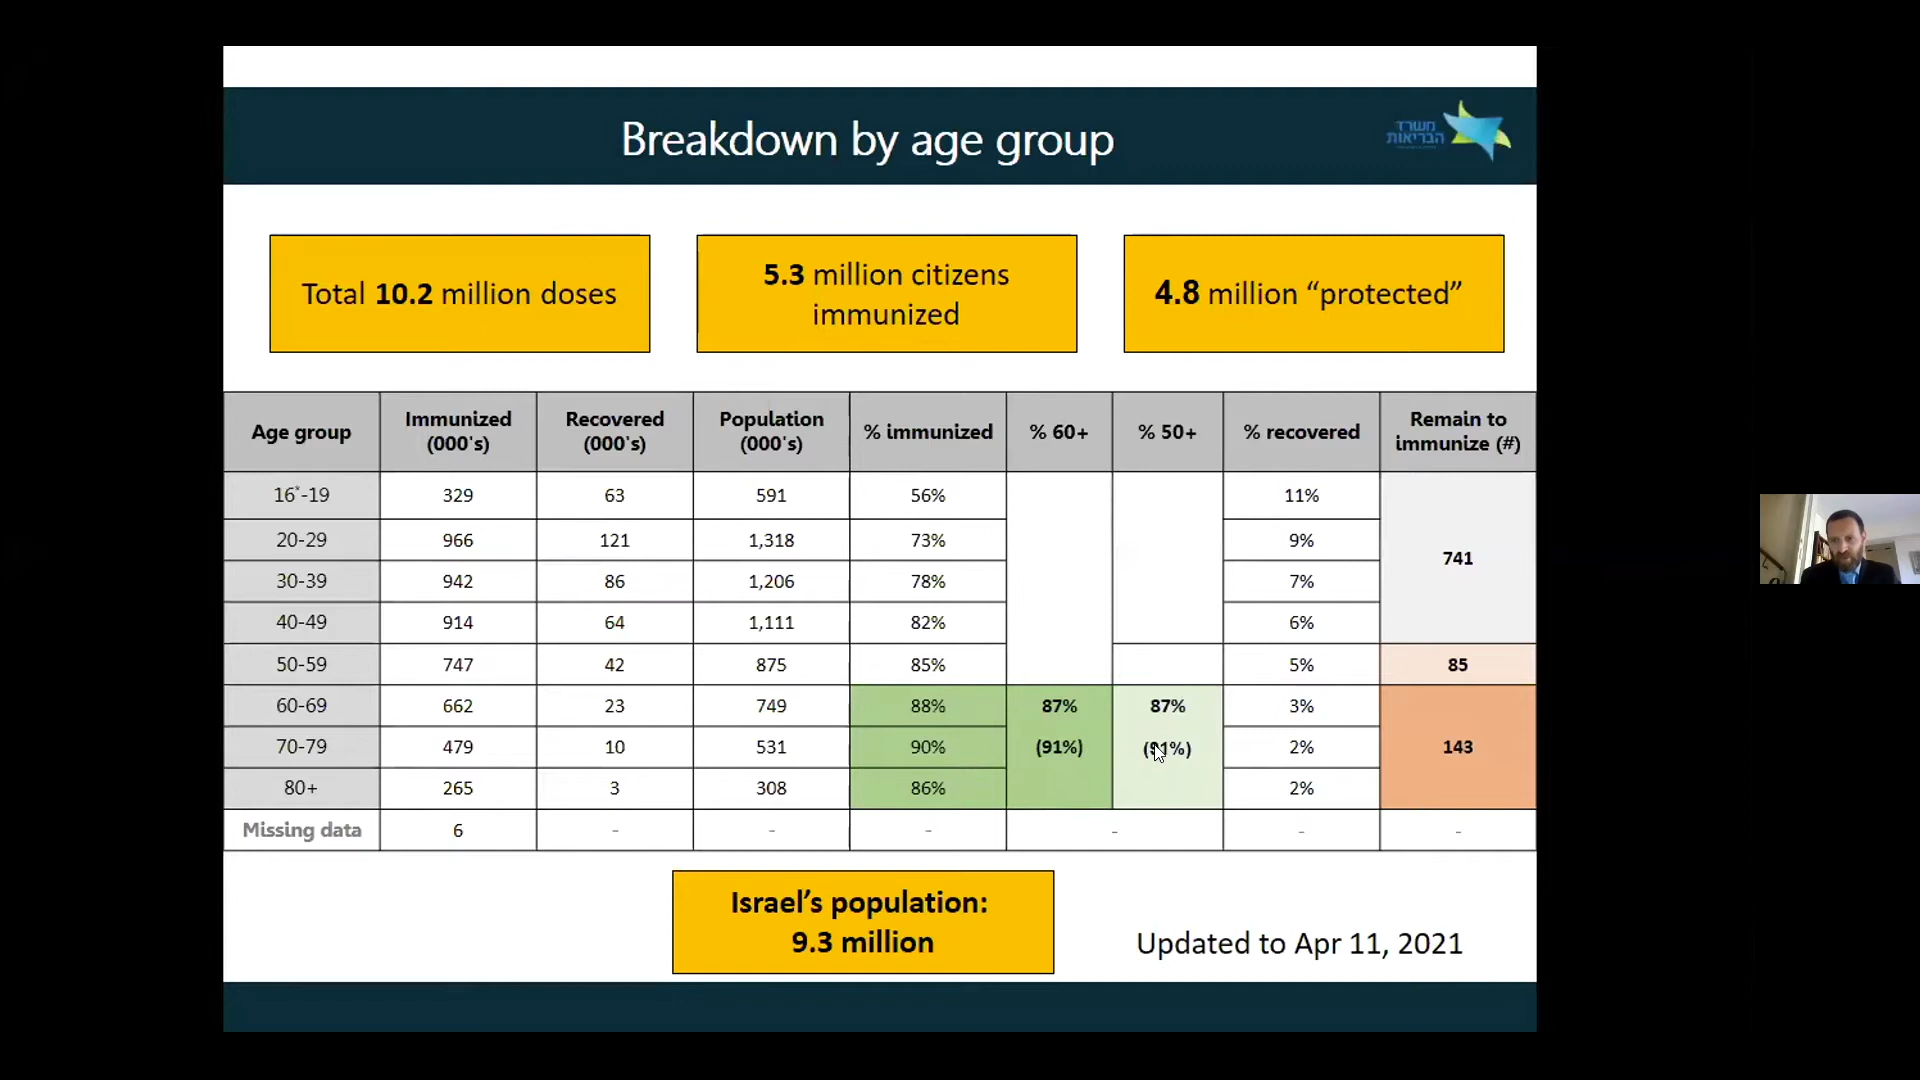 Breakdown by age group
משרד
הבריאות
Total 10.2 million doses
5.3 million citizens
immunized
4.8 million “protected”
Age group Immunized (000's) Recovered (000's) Population (000's) % immunized % 60+ % 50+ % recovered Remain to immunize (#)
16*-19 329 63 591 56% 11%
20-29 966 121 1,318 73% 9%
30-39 942 86 1,206 78% 7%
741
40-49 914 64 1,111 82% 6%
50-59 747 42 875 85% 5% 85
60-69 662 23 749 88% 87% 87% 3%
70-79 479 10 531 90% (91%) (91%) 2% 143
80+ 265 3 308 86% 2%
Missing data 6 - - - - - -
Israel’s population:
9.3 million
Updated to Apr 11, 2021